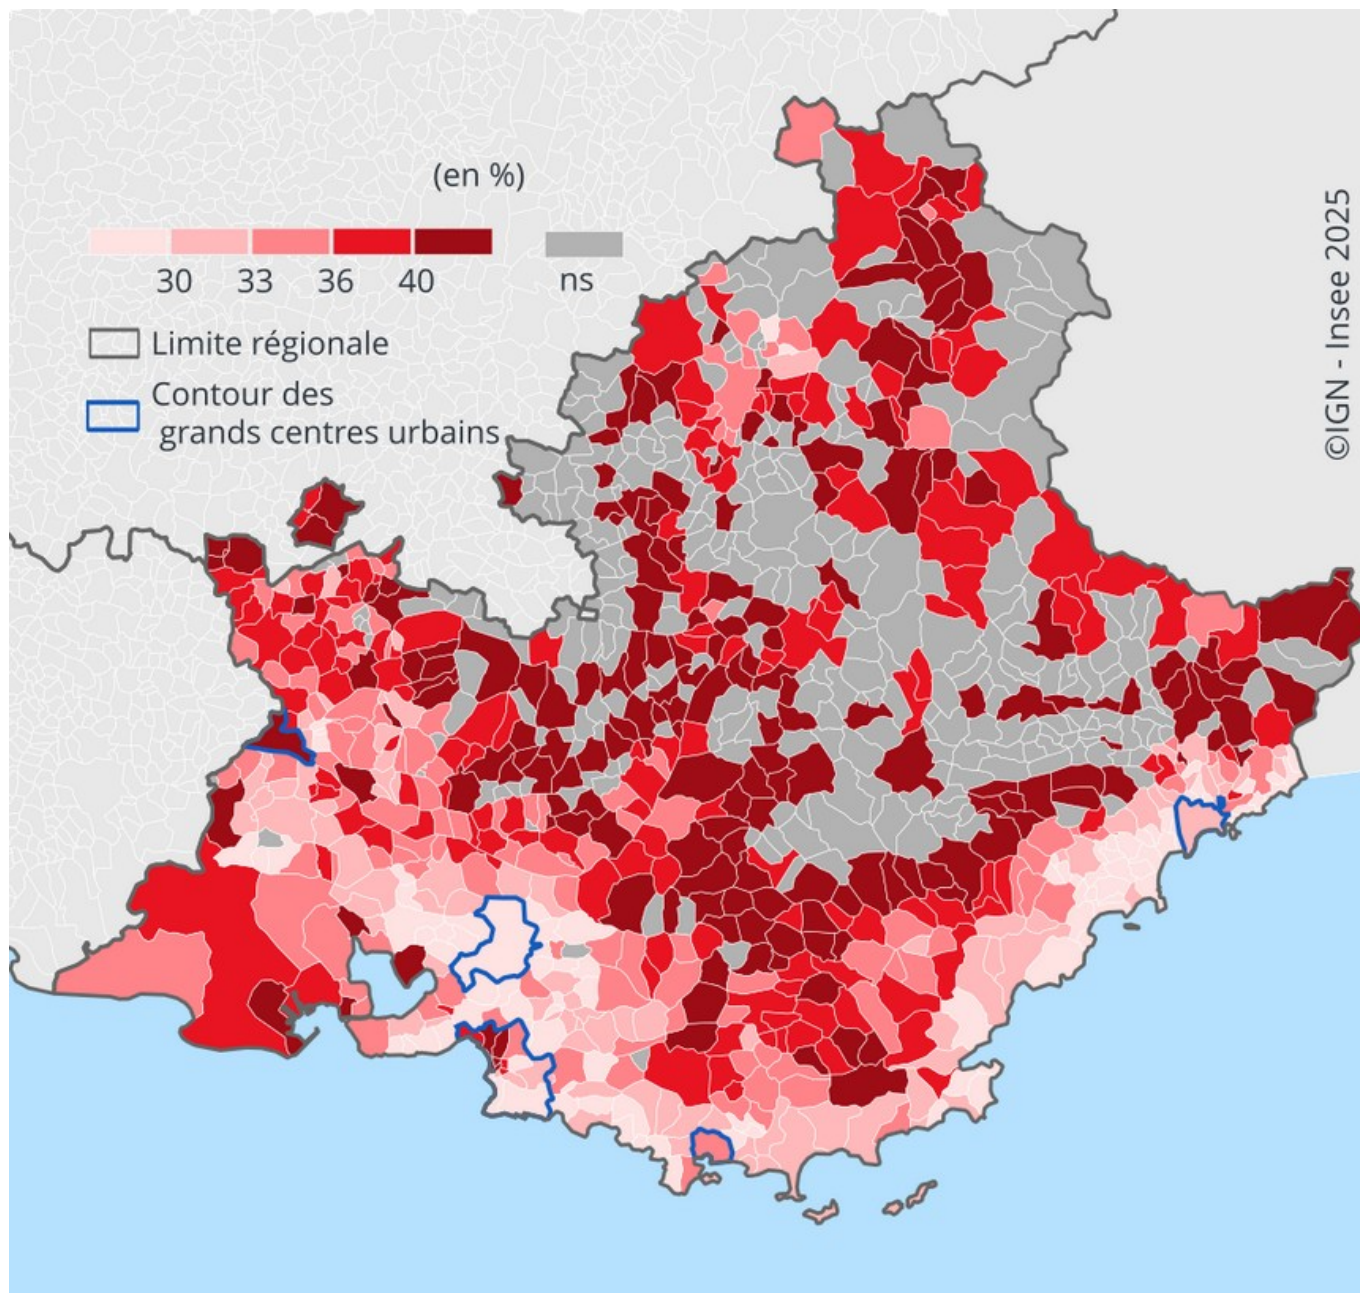 (en %)
30 33 36 40 ns
Limite régionale
Contour des
grands centres urbains
©IGN - Insee 2025